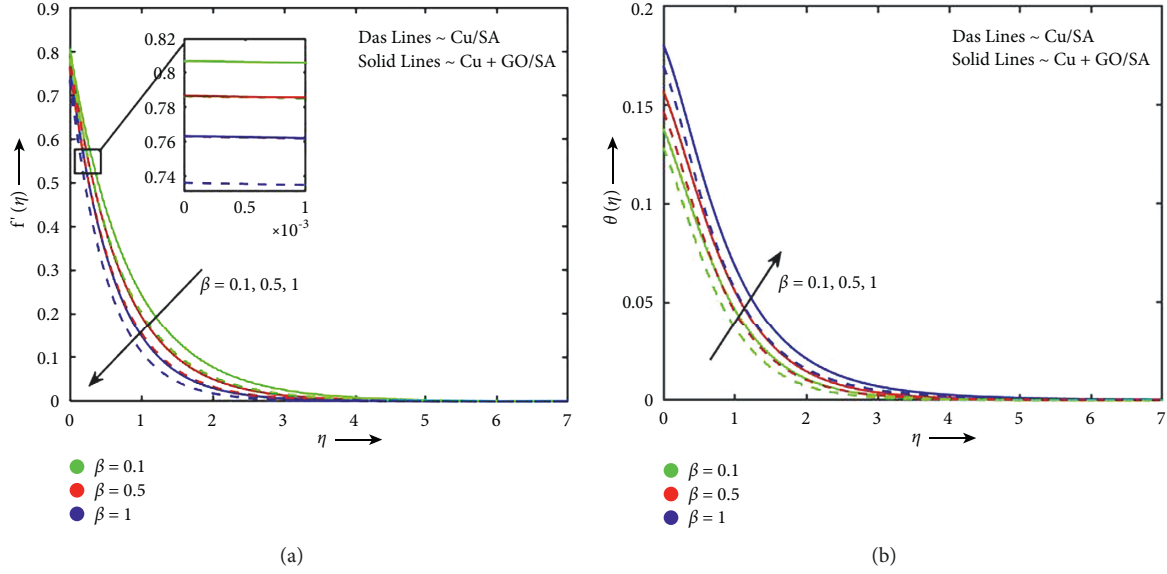 Das Lines ~ Cu/SA
Solid Lines ~ Cu + GO/SA
0.9
0.8
0.7
0.6
0.5
0.4
0.3
0.2
0.1
0
f' (η)
0.82
0.8
0.78
0.76
0.74
0 0.5 1
×10⁻³
β = 0.1, 0.5, 1
0 1 2 3 4 5 6 7
η
β = 0.1
β = 0.5
β = 1
(a)
Das Lines ~ Cu/SA
Solid Lines ~ Cu + GO/SA
0.2
0.15
0.1
0.05
0
θ (η)
β = 0.1, 0.5, 1
0 1 2 3 4 5 6 7
η
β = 0.1
β = 0.5
β = 1
(b)